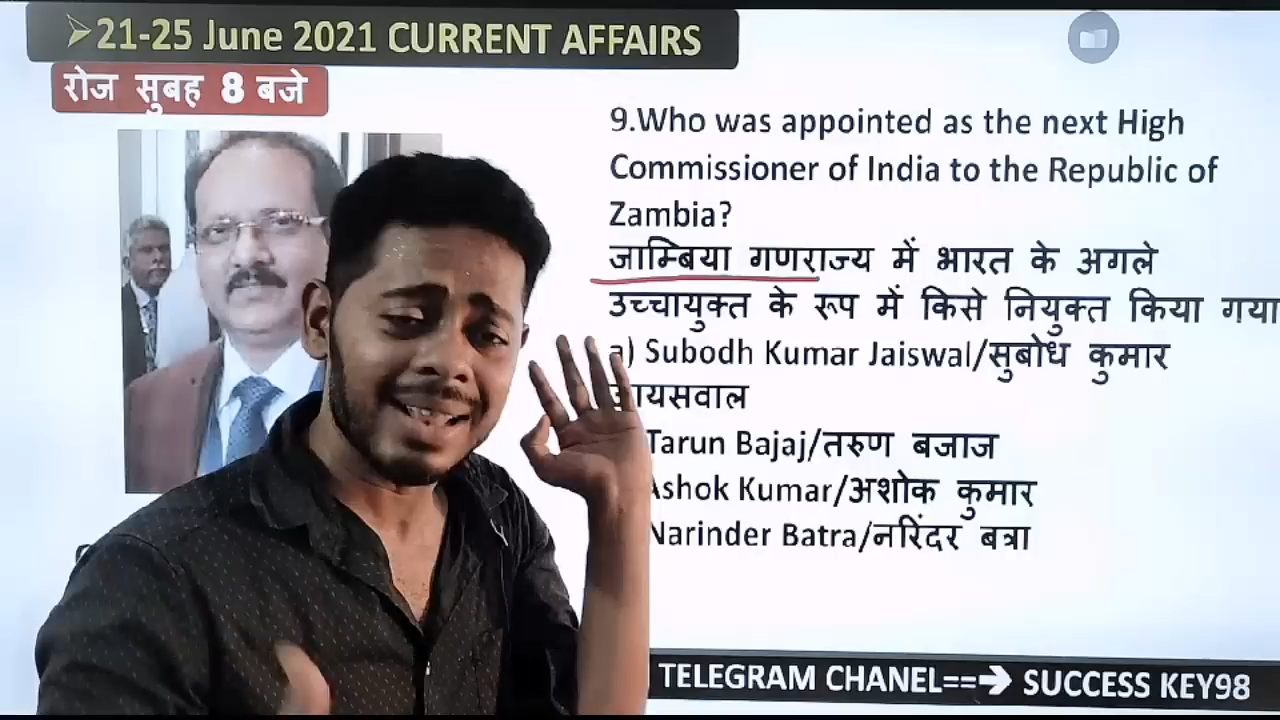 ➢21-25 June 2021 CURRENT AFFAIRS
रोज सुबह 8 बजे
9.Who was appointed as the next High
Commissioner of India to the Republic of
Zambia?
जाम्बिया गणराज्य में भारत के अगले
उच्चायुक्त के रूप में किसे नियुक्त किया गया
a) Subodh Kumar Jaiswal/सुबोध कुमार
जायसवाल
Tarun Bajaj/तरुण बजाज
Ashok Kumar/अशोक कुमार
Narinder Batra/नरिंदर बत्रा
TELEGRAM CHANEL==➔ SUCCESS KEY98